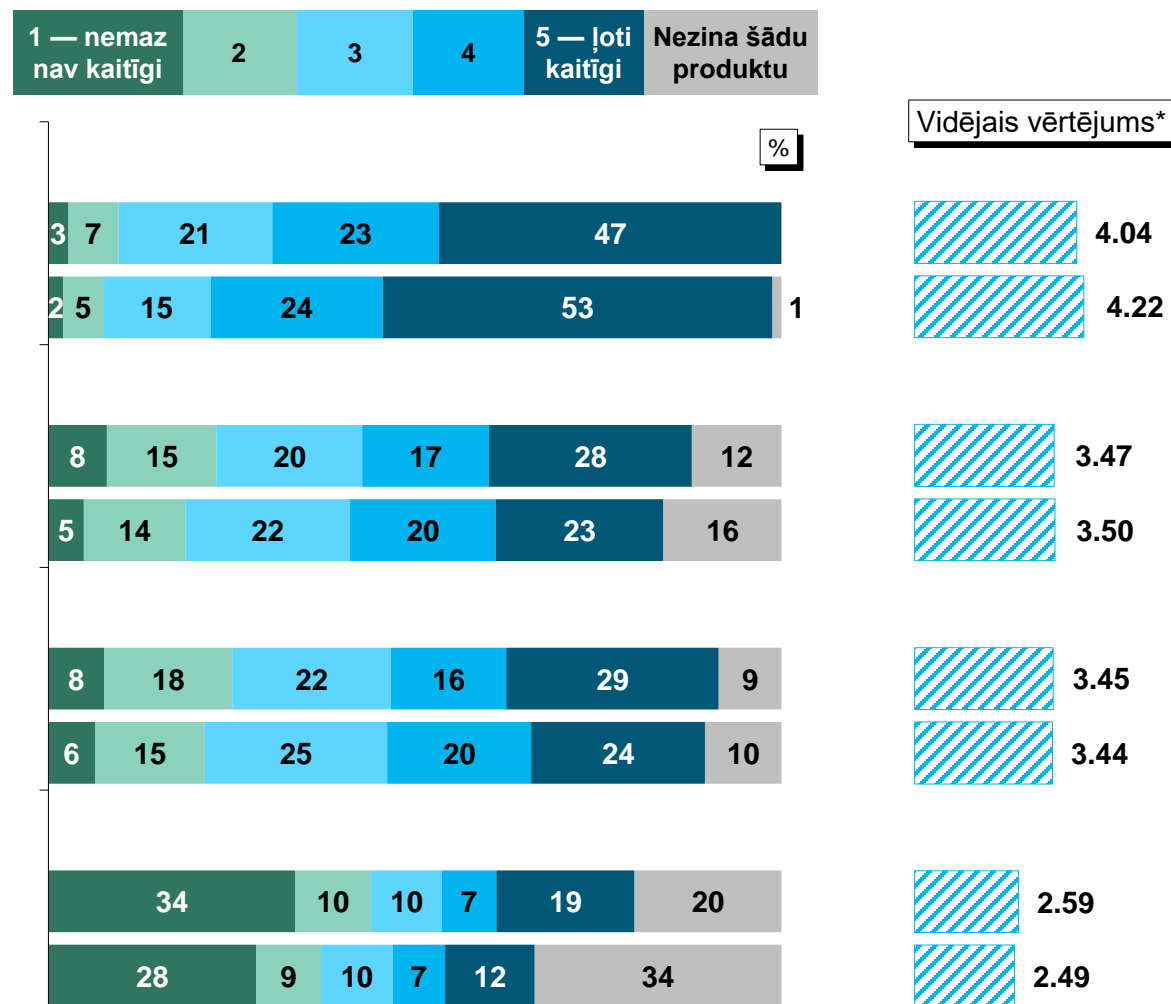 1 — nemaz nav kaitīgi
2
3
4
5 — ļoti kaitīgi
Nezina šādu produktu
Vidējais vērtējums*
%
3 7 21 23 47 4.04
2 5 15 24 53 1 4.22
8 15 20 17 28 12 3.47
5 14 22 20 23 16 3.50
8 18 22 16 29 9 3.45
6 15 25 20 24 10 3.44
34 10 10 7 19 20 2.59
28 9 10 7 12 34 2.49